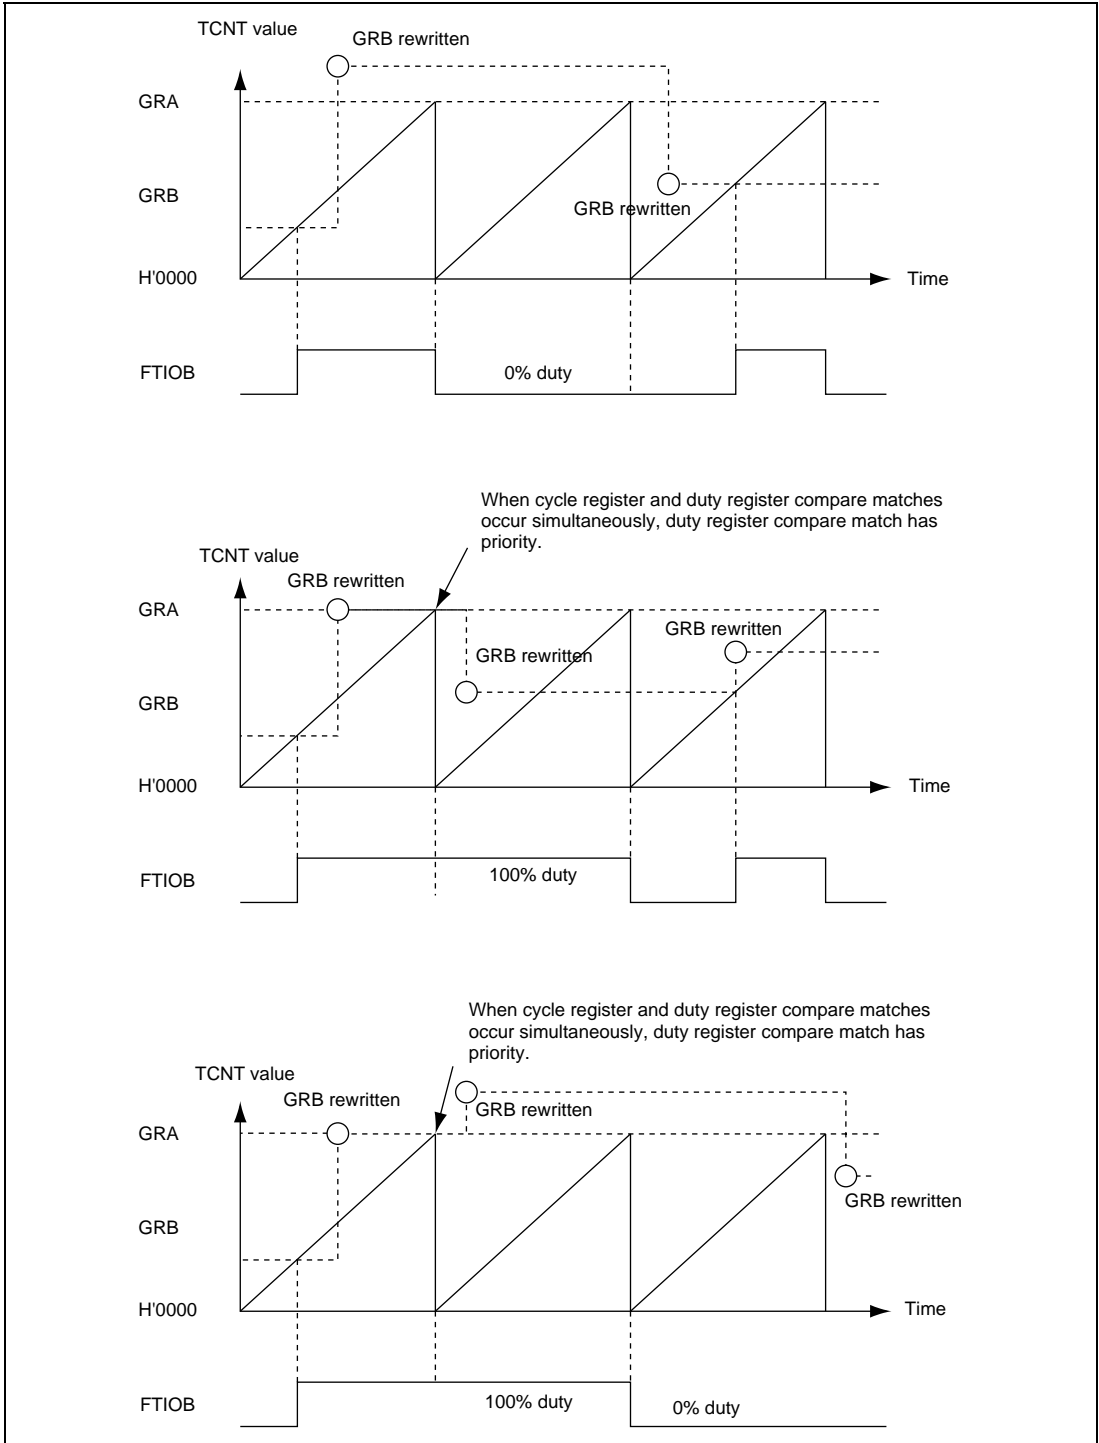 TCNT value
GRB rewritten
GRA
GRB
GRB rewritten
H'0000
Time
FTIOB
0% duty
When cycle register and duty register compare matches
occur simultaneously, duty register compare match has
priority.
TCNT value
GRB rewritten
GRA
GRB rewritten
GRB rewritten
GRB
H'0000
Time
FTIOB
100% duty
When cycle register and duty register compare matches
occur simultaneously, duty register compare match has
priority.
TCNT value
GRB rewritten
GRB rewritten
GRA
GRB rewritten
GRB
H'0000
Time
FTIOB
100% duty
0% duty